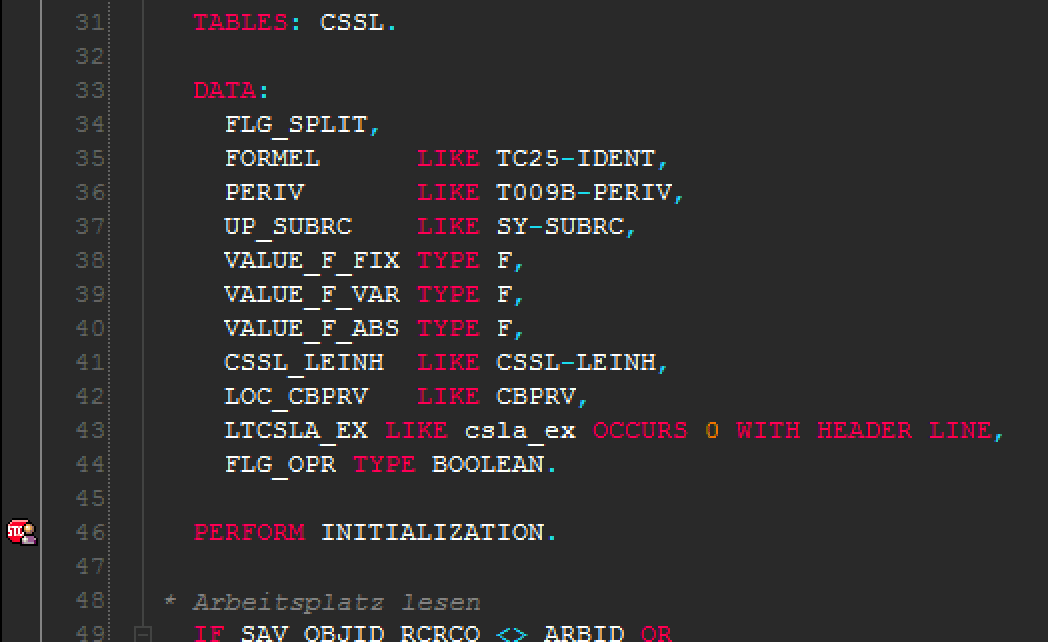 31 TABLES: CSSL.
32
33 DATA:
34 FLG_SPLIT,
35 FORMEL LIKE TC25-IDENT,
36 PERIV LIKE T009B-PERIV,
37 UP_SUBRC LIKE SY-SUBRC,
38 VALUE_F_FIX TYPE F,
39 VALUE_F_VAR TYPE F,
40 VALUE_F_ABS TYPE F,
41 CSSL_LEINH LIKE CSSL-LEINH,
42 LOC_CBPRV LIKE CBPRV,
43 LTCSLA_EX LIKE csla_ex OCCURS 0 WITH HEADER LINE,
44 FLG_OPR TYPE BOOLEAN.
45
46 PERFORM INITIALIZATION.
47
48 * Arbeitsplatz lesen
49 IF SAV_OBJID_RCRCO <> ARBID OR